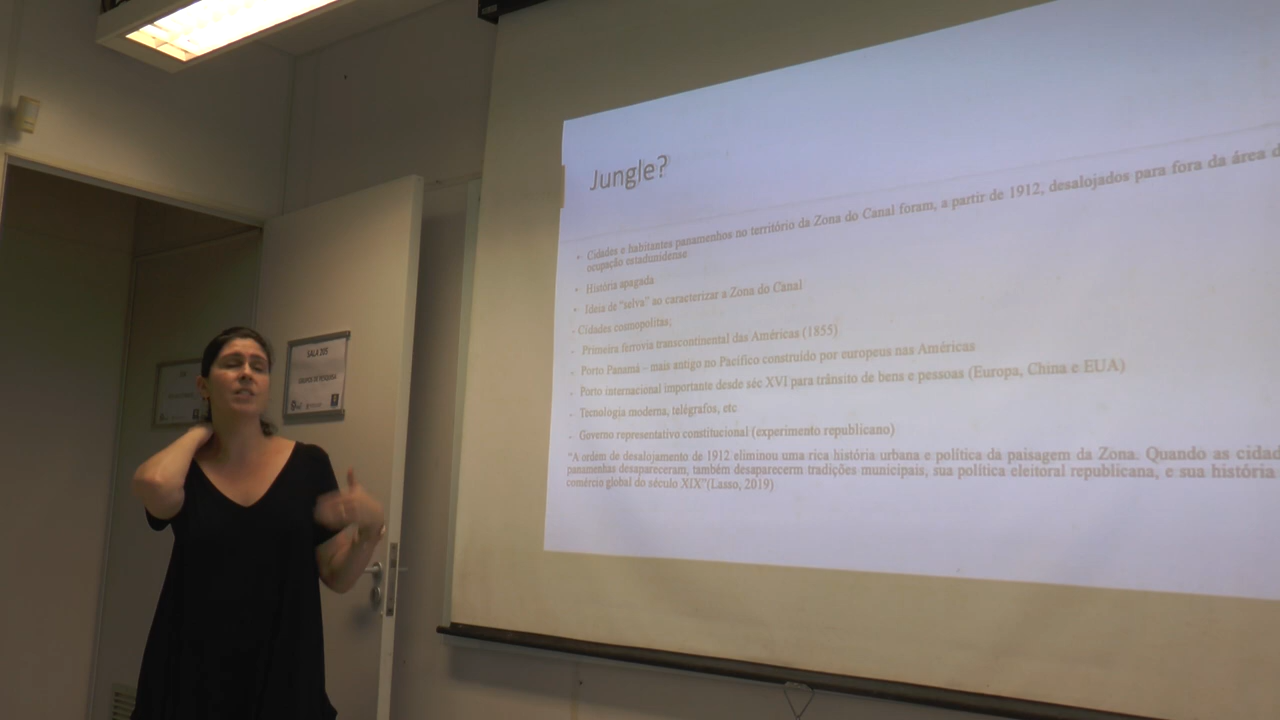 Jungle?
• Cidades e habitantes panamenhos no território da Zona do Canal foram, a partir de 1912, desalojados para fora da área d
ocupação estadunidense
• História apagada
• Ideia de "selva" ao caracterizar a Zona do Canal
- Cidades cosmopolitas;
- Primeira ferrovia transcontinental das Américas (1855)
- Porto Panamá – mais antigo no Pacífico construído por europeus nas Américas
- Porto internacional importante desde séc XVI para trânsito de bens e pessoas (Europa, China e EUA)
- Tecnologia moderna, telégrafos, etc
- Governo representativo constitucional (experimento republicano)
"A ordem de desalojamento de 1912 eliminou uma rica história urbana e política da paisagem da Zona. Quando as cidad
panamenhas desapareceram, também desaparecerm tradições municipais, sua política eleitoral republicana, e sua história
comércio global do século XIX"(Lasso, 2019)
SALA 205
GRUPOS DE PESQUISA